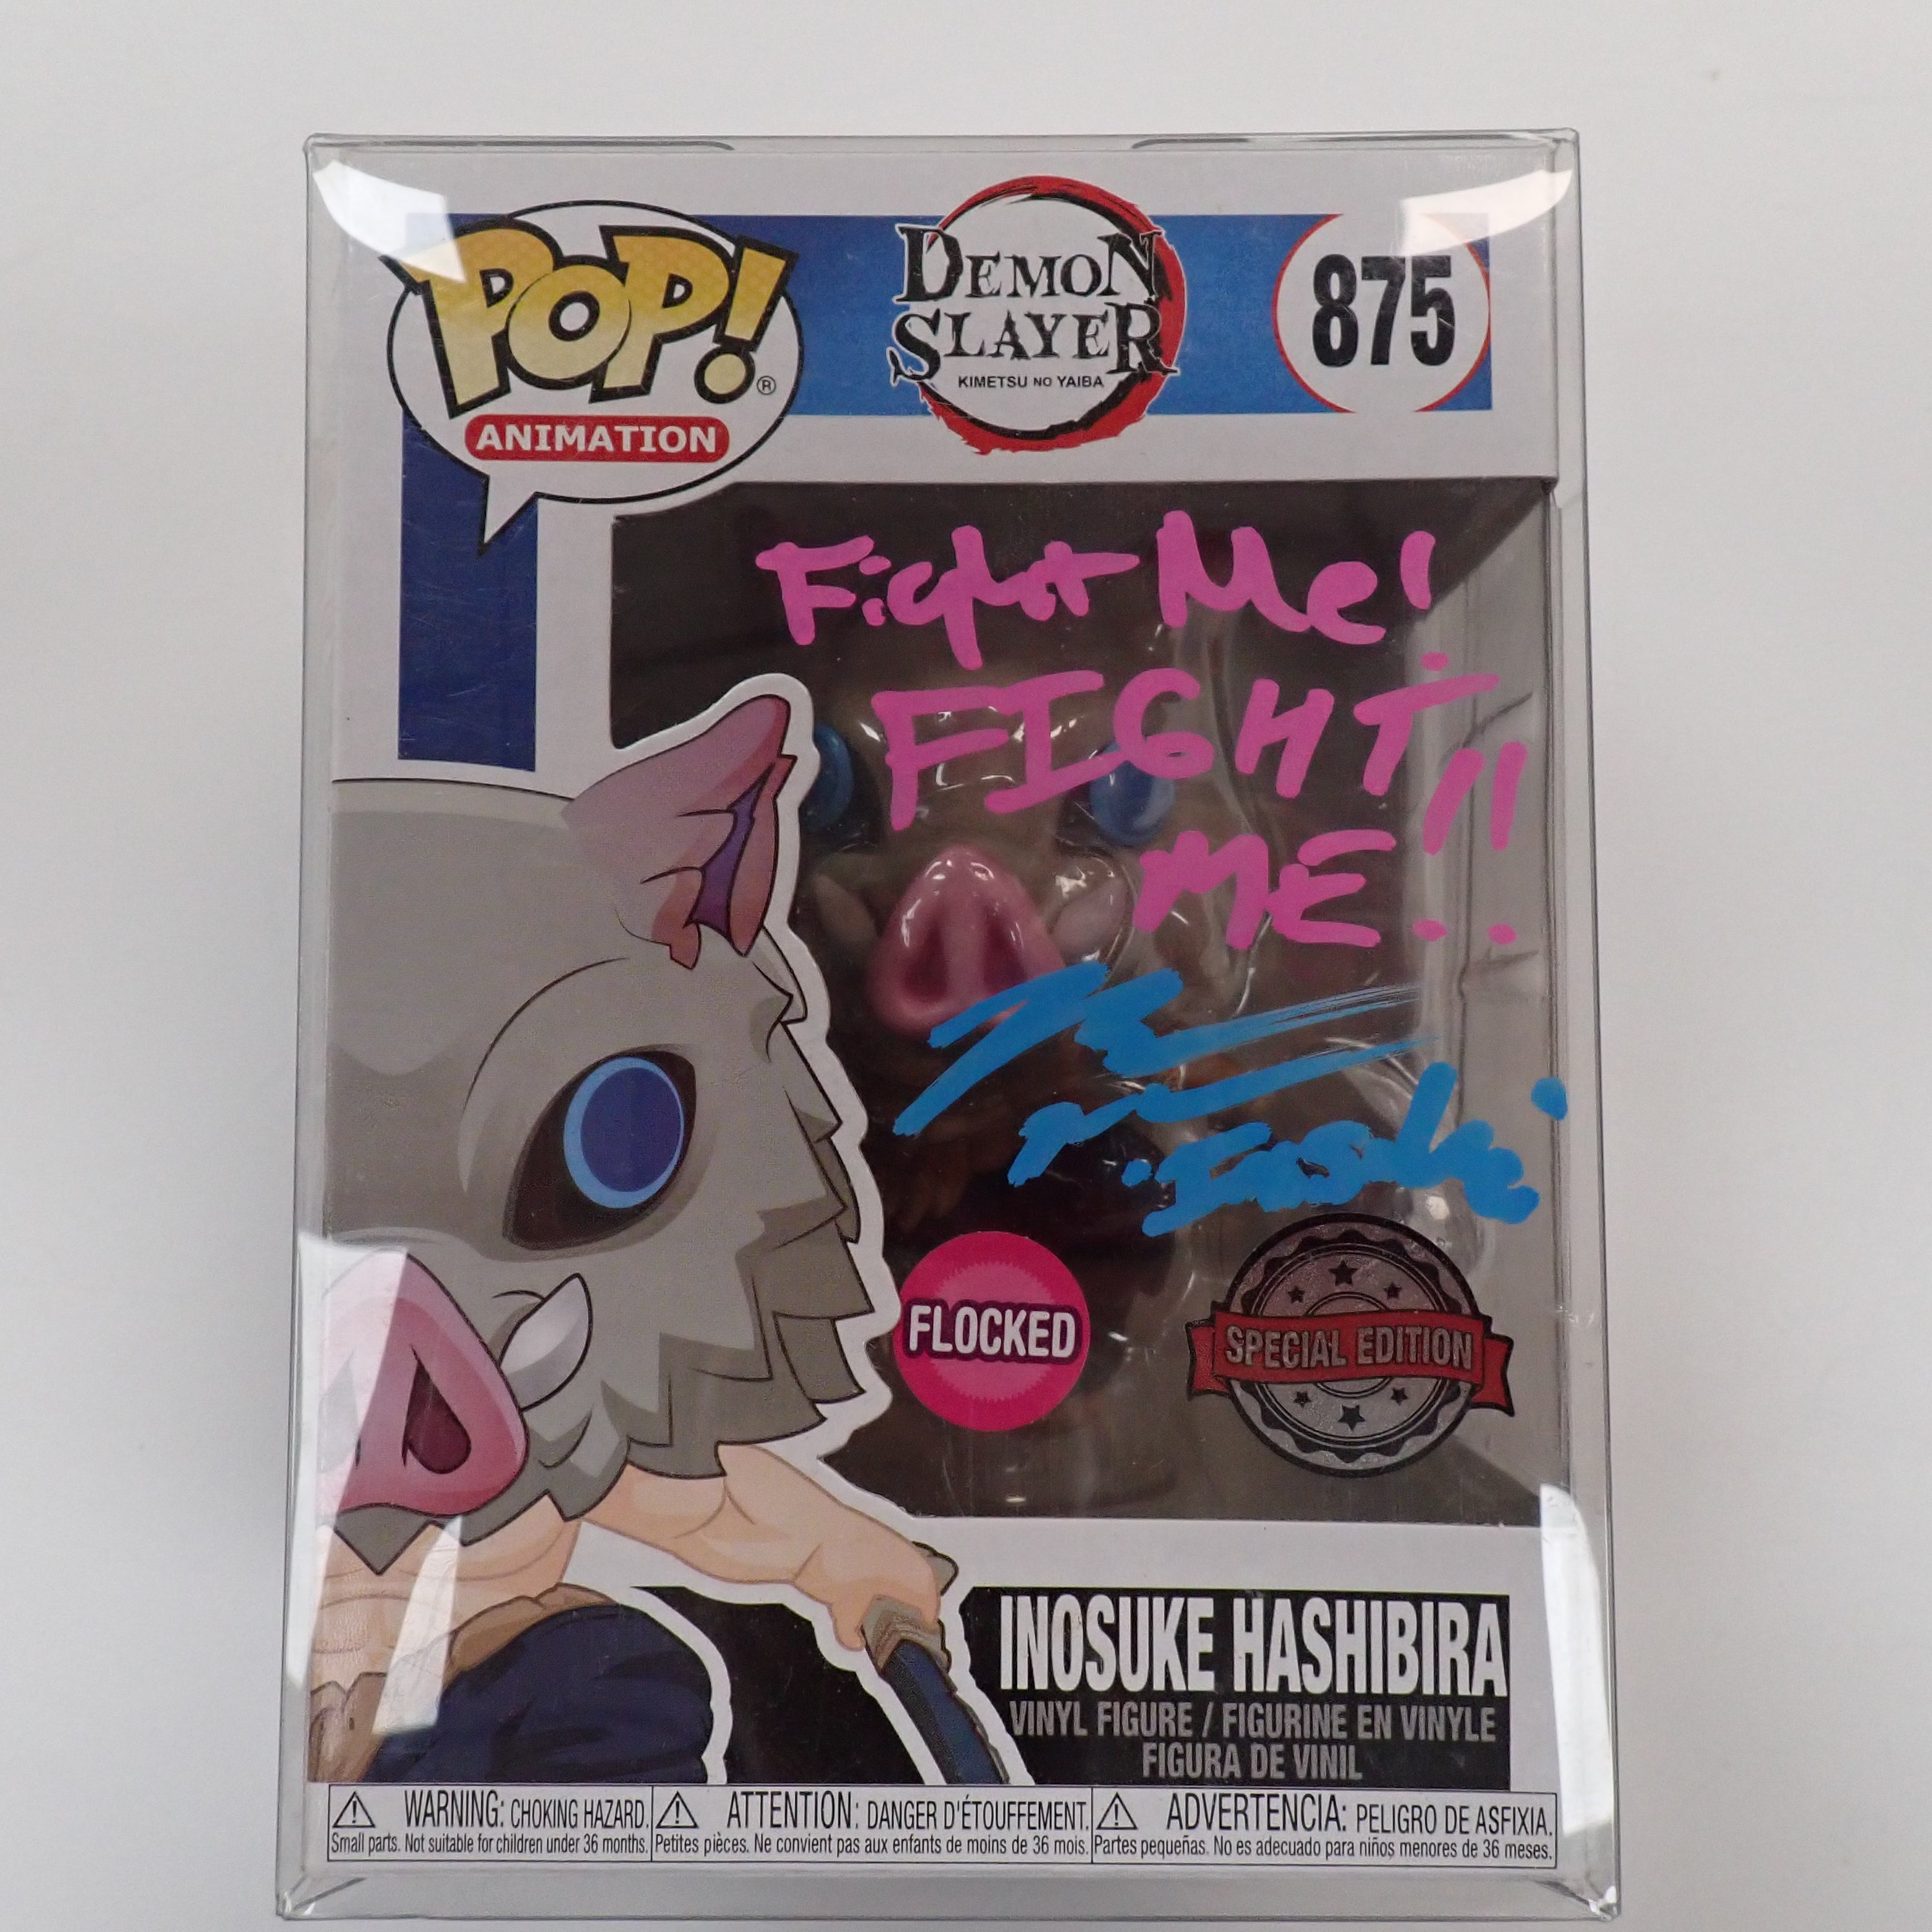 POP!®
ANIMATION
DEMON
SLAYER
KIMETSU NO YAIBA
875
Fight Me!
FIGHT
ME!!
FLOCKED
SPECIAL EDITION
INOSUKE HASHIBIRA
VINYL FIGURE / FIGURINE EN VINYLE
FIGURA DE VINIL
WARNING: CHOKING HAZARD.
Small parts. Not suitable for children under 36 months.
ATTENTION: DANGER D'ÉTOUFFEMENT.
Petites pièces. Ne convient pas aux enfants de moins de 36 mois.
ADVERTENCIA: PELIGRO DE ASFIXIA.
Partes pequeñas. No es adecuado para niños menores de 36 meses.